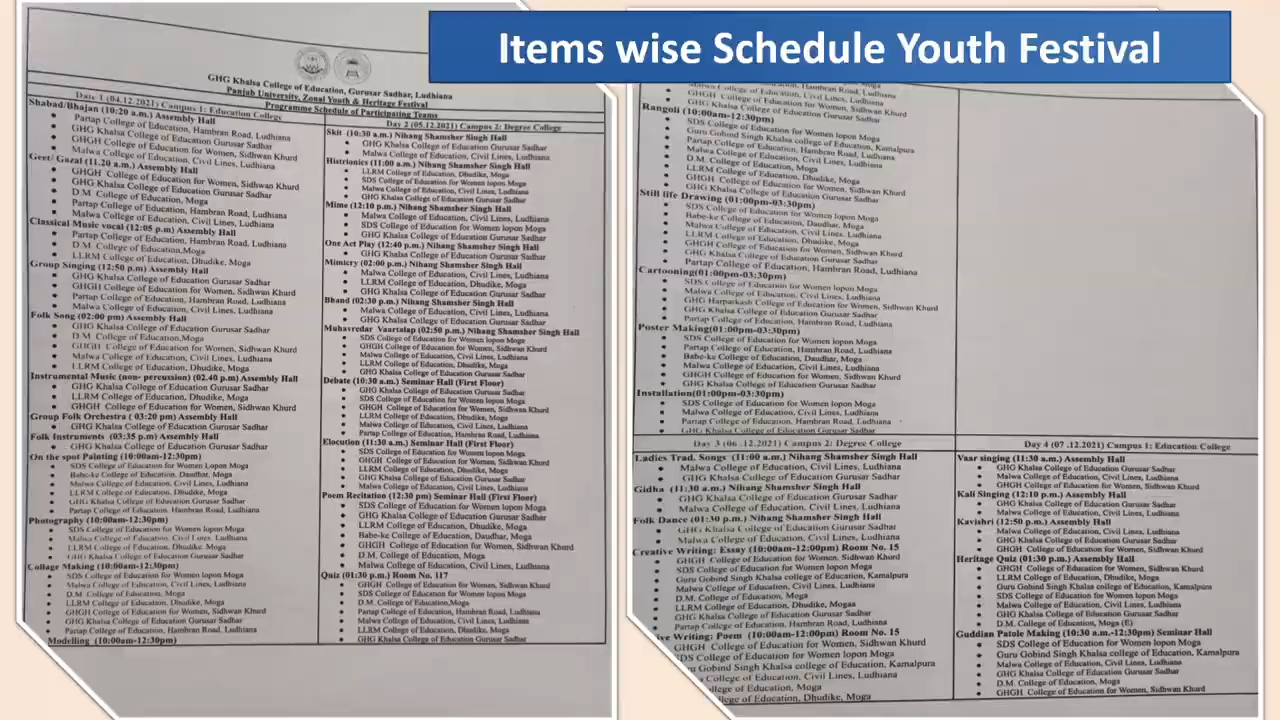 Items wise Schedule Youth Festival
GHG Khalsa College of Education, Gurusar Sadhar, Ludhiana
Panjab University, Zonal Youth & Heritage Festival
Programme Schedule of Participating Teams
Date 1 (04.12.2021) Campus 1: Education College
Shabad/Bhajan (10:20 a.m.) Assembly Hall
Partap College of Education, Hambran Road, Ludhiana
GHG Khalsa College of Education Gurusar Sadhar
GHGH College of Education for Women, Sidhwan Khurd
Malwa College of Education, Civil Lines, Ludhiana
Geet/ Gazal (11.20 a.m.) Assembly Hall
GHGH College of Education for Women, Sidhwan Khurd
GHG Khalsa College of Education Gurusar Sadhar
D.M. College of Education, Moga
Partap College of Education, Hambran Road, Ludhiana
Malwa College of Education, Civil Lines, Ludhiana
Classical Music vocal (12:05 p.m) Assembly Hall
Partap College of Education, Hambran Road, Ludhiana
D.M. College of Education,Moga
LLRM College of Education, Dhudike, Moga
Group Singing (12:50 p.m) Assembly Hall
GHG Khalsa College of Education Gurusar Sadhar
GHGH College of Education for Women, Sidhwan Khurd
Partap College of Education, Hambran Road, Ludhiana
Malwa College of Education, Civil Lines, Ludhiana
Folk Song (02:00 pm) Assembly Hall
GHG Khalsa College of Education Gurusar Sadhar
D.M. College of Education,Moga
GHGH College of Education for Women, Sidhwan Khurd
Malwa College of Education, Civil Lines, Ludhiana
LLRM College of Education, Dhudike, Moga
Instrumental Music (non- percussion) (02.40 p.m) Assembly Hall
GHG Khalsa College of Education Gurusar Sadhar
LLRM College of Education, Dhudike, Moga
GHGH College of Education for Women, Sidhwan Khurd
Group Folk Orchestra ( 03:20 pm) Assembly Hall
GHG Khalsa College of Education Gurusar Sadhar
Folk Instruments (03:35 p.m) Assembly Hall
GHG Khalsa College of Education Gurusar Sadhar
On the spot Painting (10:00am-12:30pm)
SDS College of Education for Women Lopon Moga
Babe-ke College of Education, Daudhar, Moga
Malwa College of Education, Civil Lines, Ludhiana
LLRM College of Education, Dhudike, Moga
GHG Khalsa College of Education Gurusar Sadhar
Partap College of Education, Hambran Road, Ludhiana
Photography (10:00am-12:30pm)
SDS College of Education for Women lopon Moga
Malwa College of Education, Civil Lines, Ludhiana
LLRM College of Education, Dhudike, Moga
GHG Khalsa College of Education Gurusar Sadhar
Collage Making (10:00am-12:30pm)
SDS College of Education for Women lopon Moga
Malwa College of Education, Civil Lines, Ludhiana
D.M. College of Education, Moga
LLRM College of Education, Dhudike, Moga
GHGH College of Education for Women, Sidhwan Khurd
GHG Khalsa College of Education Gurusar Sadhar
Partap College of Education, Hambran Road, Ludhiana
Modelling (10:00am-12:30pm)
Day 2 (05.12.2021) Campus 2: Degree College
Skit (10:30 a.m.) Nihang Shamsher Singh Hall
GHG Khalsa College of Education Gurusar Sadhar
Malwa College of Education, Civil Lines, Ludhiana
Histrionics (11:00 a.m.) Nihang Shamsher Singh Hall
LLRM College of Education, Dhudike, Moga
SDS College of Education for Women lopon Moga
Malwa College of Education, Civil Lines, Ludhiana
GHG Khalsa College of Education Gurusar Sadhar
Mime (12:10 p.m.) Nihang Shamsher Singh Hall
Malwa College of Education, Civil Lines, Ludhiana
SDS College of Education for Women lopon Moga
GHG Khalsa College of Education Gurusar Sadhar
One Act Play (12:40 p.m.) Nihang Shamsher Singh Hall
GHG Khalsa College of Education Gurusar Sadhar
Mimicry (02:00 p.m.) Nihang Shamsher Singh Hall
Malwa College of Education, Civil Lines, Ludhiana
LLRM College of Education, Dhudike, Moga
GHG Khalsa College of Education Gurusar Sadhar
Bhand (02:30 p.m.) Nihang Shamsher Singh Hall
Malwa College of Education, Civil Lines, Ludhiana
GHG Khalsa College of Education Gurusar Sadhar
Muhavredar Vaartalap (02:50 p.m.) Nihang Shamsher Singh Hall
SDS College of Education for Women lopon Moga
GHGH College of Education for Women, Sidhwan Khurd
Malwa College of Education, Civil Lines, Ludhiana
LLRM College of Education, Dhudike, Moga
GHG Khalsa College of Education Gurusar Sadhar
Debate (10:30 a.m.) Seminar Hall (First Floor)
GHG Khalsa College of Education Gurusar Sadhar
SDS College of Education for Women lopon Moga
GHGH College of Education for Women, Sidhwan Khurd
LLRM College of Education, Dhudike, Moga
Malwa College of Education, Civil Lines, Ludhiana
Partap College of Education, Hambran Road, Ludhiana
Elocution (11:30 a.m.) Seminar Hall (First Floor)
SDS College of Education for Women lopon Moga
GHGH College of Education for Women, Sidhwan Khurd
LLRM College of Education, Dhudike, Moga
GHG Khalsa College of Education Gurusar Sadhar
Malwa College of Education, Civil Lines, Ludhiana
Poem Recitation (12:30 pm) Seminar Hall (First Floor)
SDS College of Education for Women lopon Moga
GHG Khalsa College of Education Gurusar Sadhar
LLRM College of Education, Dhudike, Moga
Babe-ke College of Education, Daudhar, Moga
GHGH College of Education for Women, Sidhwan Khurd
D.M. College of Education, Moga
Malwa College of Education, Civil Lines, Ludhiana
Quiz (01:30 p.m.) Room No. 117
GHGH College of Education for Women, Sidhwan Khurd
SDS College of Education for Women lopon Moga
D.M. College of Education,Moga
Partap College of Education, Hambran Road, Ludhiana
Malwa College of Education, Civil Lines, Ludhiana
LLRM College of Education, Dhudike, Moga
GHG Khalsa College of Education Gurusar Sadhar
GHGH College of Education for Women, Sidhwan Khurd
GHG Khalsa College of Education Gurusar Sadhar
Rangoli (10:00am-12:30pm)
SDS College of Education for Women lopon Moga
Guru Gobind Singh Khalsa college of Education, Kamalpura
Partap College of Education, Hambran Road, Ludhiana
Malwa College of Education, Civil Lines, Ludhiana
D.M. College of Education, Moga
LLRM College of Education, Dhudike, Moga
GHGH College of Education for Women, Sidhwan Khurd
GHG Khalsa College of Education Gurusar Sadhar
Still life Drawing (01:00pm-03:30pm)
SDS College of Education for Women lopon Moga
Babe-ke College of Education, Daudhar, Moga
Malwa College of Education, Civil Lines, Ludhiana
LLRM College of Education, Dhudike, Moga
GHGH College of Education for Women, Sidhwan Khurd
GHG Khalsa College of Education Gurusar Sadhar
Partap College of Education, Hambran Road, Ludhiana
Cartooning(01:00pm-03:30pm)
SDS College of Education for Women lopon Moga
Malwa College of Education, Civil Lines, Ludhiana
GHG Harparkash College of Education for Women, Sidhwan Khurd
GHG Khalsa College of Education Gurusar Sadhar
Partap College of Education, Hambran Road, Ludhiana
Poster Making(01:00pm-03:30pm)
SDS College of Education for Women lopon Moga
Partap College of Education, Hambran Road, Ludhiana
Babe-ke College of Education, Daudhar, Moga
Malwa College of Education, Civil Lines, Ludhiana
GHGH College of Education for Women, Sidhwan Khurd
GHG Khalsa College of Education Gurusar Sadhar
Installation(01:00pm-03:30pm)
SDS College of Education for Women lopon Moga
Malwa College of Education, Civil Lines, Ludhiana
Partap College of Education, Hambran Road, Ludhiana
GHG Khalsa College of Education Gurusar Sadhar
Day 3 (06.12.2021) Campus 2: Degree College
Ladies Trad. Songs (11:00 a.m.) Nihang Shamsher Singh Hall
Malwa College of Education, Civil Lines, Ludhiana
GHG Khalsa College of Education Gurusar Sadhar
Gidha (11:30 a.m.) Nihang Shamsher Singh Hall
GHG Khalsa College of Education Gurusar Sadhar
Malwa College of Education, Civil Lines, Ludhiana
Folk Dance (01:30 p.m.) Nihang Shamsher Singh Hall
GHG Khalsa College of Education Gurusar Sadhar
Malwa College of Education, Civil Lines, Ludhiana
Creative Writing: Essay (10:00am-12:00pm) Room No. 15
GHGH College of Education for Women, Sidhwan Khurd
SDS College of Education for Women lopon Moga
Guru Gobind Singh Khalsa college of Education, Kamalpura
Malwa College of Education, Civil Lines, Ludhiana
D.M. College of Education, Moga
LLRM College of Education, Dhudike, Mogaa
GHG Khalsa College of Education Gurusar Sadhar
Partap College of Education, Hambran Road, Ludhiana
ive Writing: Poem (10:00am-12:00pm) Room No. 15
GHGH College of Education for Women, Sidhwan Khurd
SDS College of Education for Women lopon Moga
Gobind Singh Khalsa college of Education, Kamalpura
College of Education, Civil Lines, Ludhiana
College of Education, Dhudike, Moga
Day 4 (07 .12.2021) Campus 1: Education College
Vaar singing (11:30 a.m.) Assembly Hall
GHG Khalsa College of Education Gurusar Sadhar
Malwa College of Education, Civil Lines, Ludhiana
GHGH College of Education for Women, Sidhwan Khurd
Kali Singing (12:10 p.m.) Assembly Hall
GHG Khalsa College of Education Gurusar Sadhar
Malwa College of Education, Civil Lines, Ludhiana
Kavishri (12:50 p.m.) Assembly Hall
Malwa College of Education, Civil Lines, Ludhiana
GHG Khalsa College of Education Gurusar Sadhar
GHGH College of Education for Women, Sidhwan Khurd
Heritage Quiz (01:30 p.m.) Assembly Hall
GHGH College of Education for Women, Sidhwan Khurd
LLRM College of Education, Dhudike, Moga
Guru Gobind Singh Khalsa college of Education, Kamalpura
SDS College of Education for Women lopon Moga
Malwa College of Education, Civil Lines, Ludhiana
GHG Khalsa College of Education Gurusar Sadhar
D.M. College of Education, Moga (E)
Guddian Patole Making (10:30 a.m.-12:30pm) Seminar Hall
SDS College of Education for Women lopon Moga
Guru Gobind Singh Khalsa college of Education, Kamalpura
Malwa College of Education, Civil Lines, Ludhiana
GHG Khalsa College of Education Gurusar Sadhar
D.M. College of Education, Moga
GHGH College of Education for Women, Sidhwan Khurd